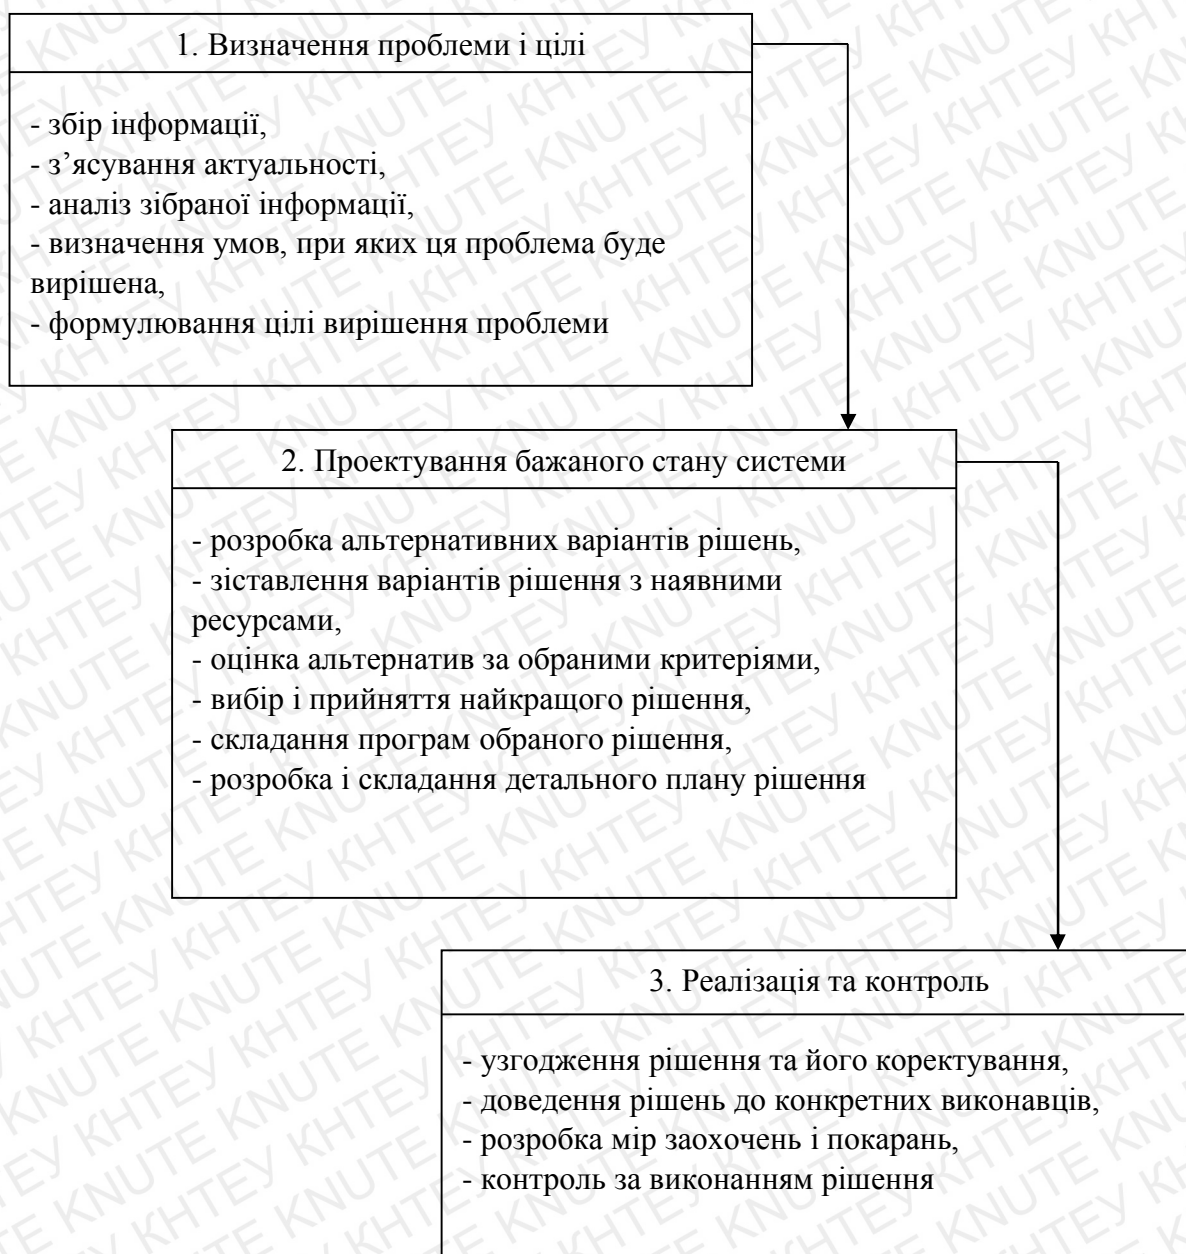 1. Визначення проблеми і цілі
- збір інформації,
- з’ясування актуальності,
- аналіз зібраної інформації,
- визначення умов, при яких ця проблема буде
вирішена,
- формулювання цілі вирішення проблеми
2. Проектування бажаного стану системи
- розробка альтернативних варіантів рішень,
- зіставлення варіантів рішення з наявними
ресурсами,
- оцінка альтернатив за обраними критеріями,
- вибір і прийняття найкращого рішення,
- складання програм обраного рішення,
- розробка і складання детального плану рішення
3. Реалізація та контроль
- узгодження рішення та його коректування,
- доведення рішень до конкретних виконавців,
- розробка мір заохочень і покарань,
- контроль за виконанням рішення